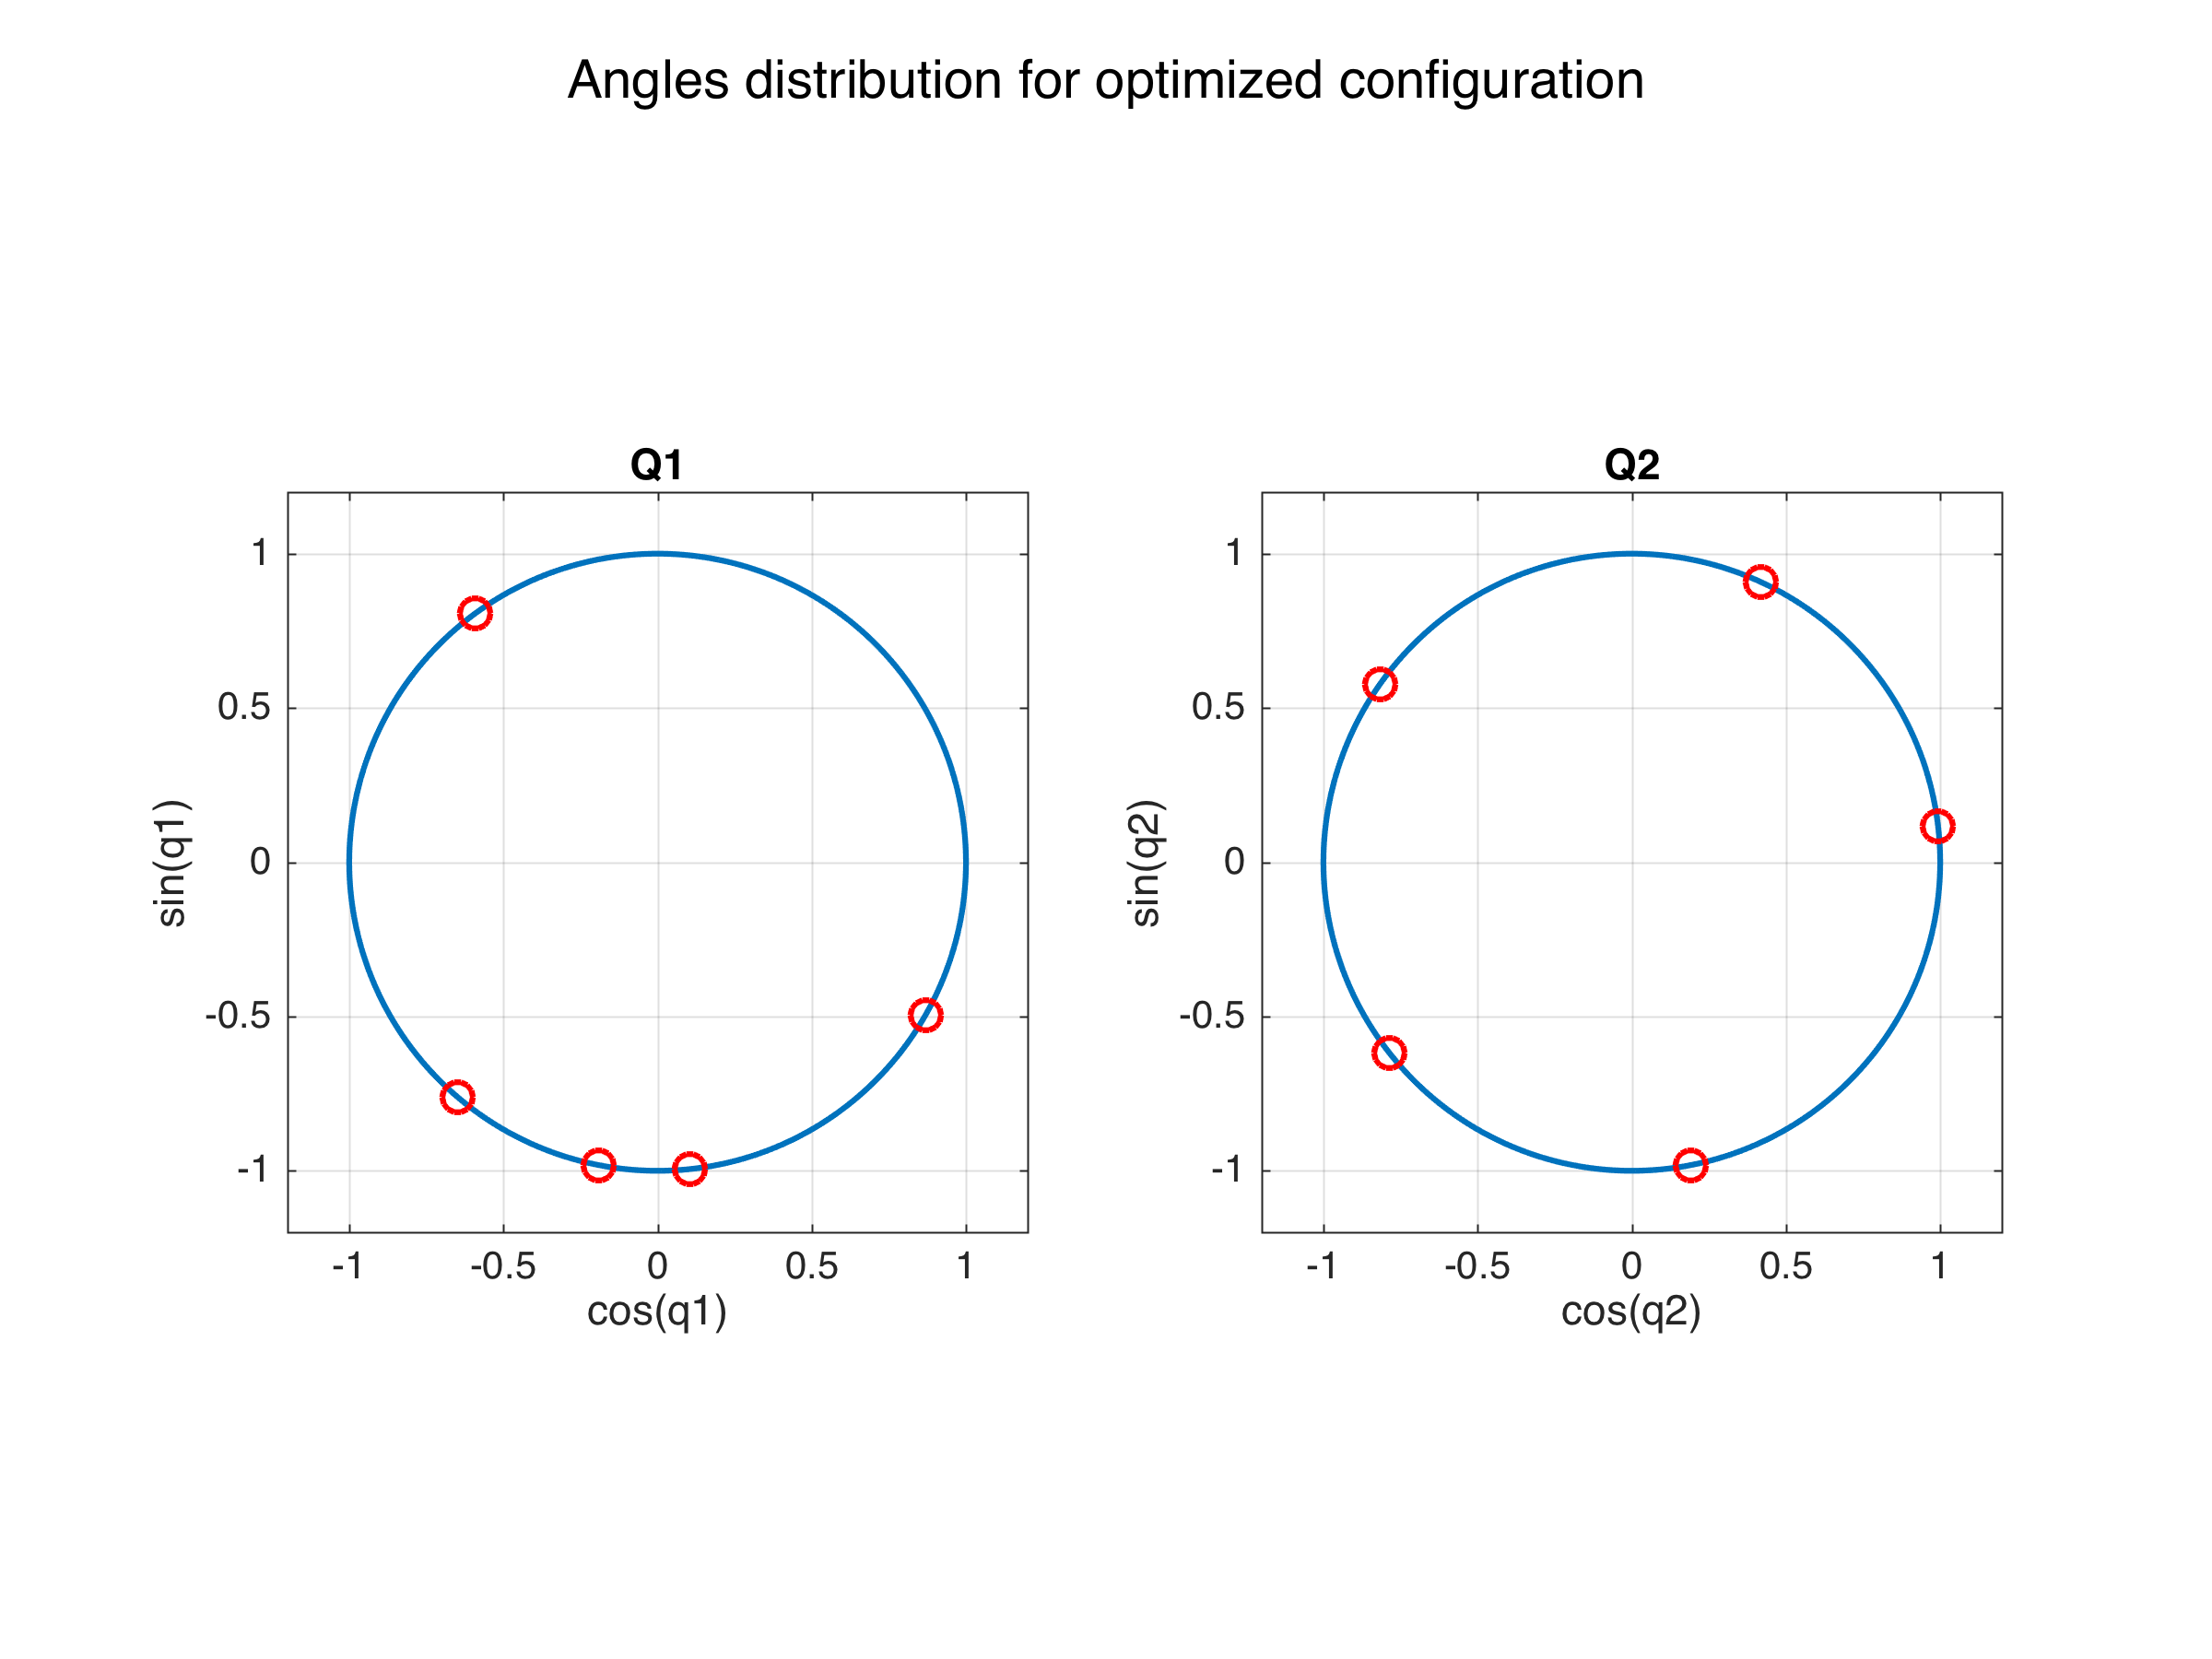 Angles distribution for optimized configuration
Q1
1
0.5
0
-0.5
-1
sin(q1)
-1 -0.5 0 0.5 1
cos(q1)
Q2
1
0.5
0
-0.5
-1
sin(q2)
-1 -0.5 0 0.5 1
cos(q2)